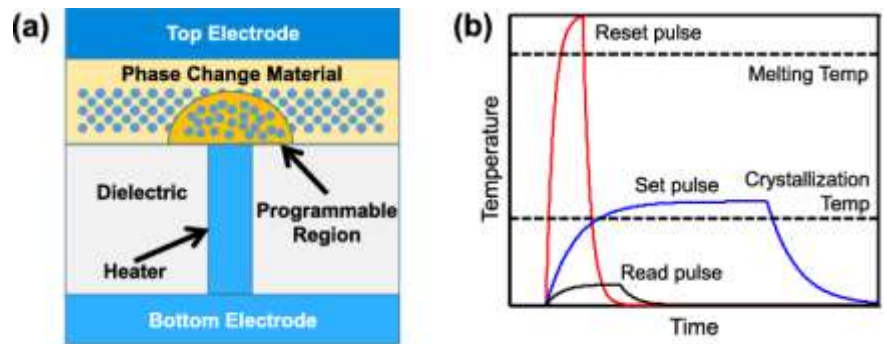 (a)
Top Electrode
Phase Change Material
Dielectric
Programmable
Region
Heater
Bottom Electrode
(b)
Reset pulse
Melting Temp
Set pulse
Crystallization
Temp
Read pulse
Temperature
Time